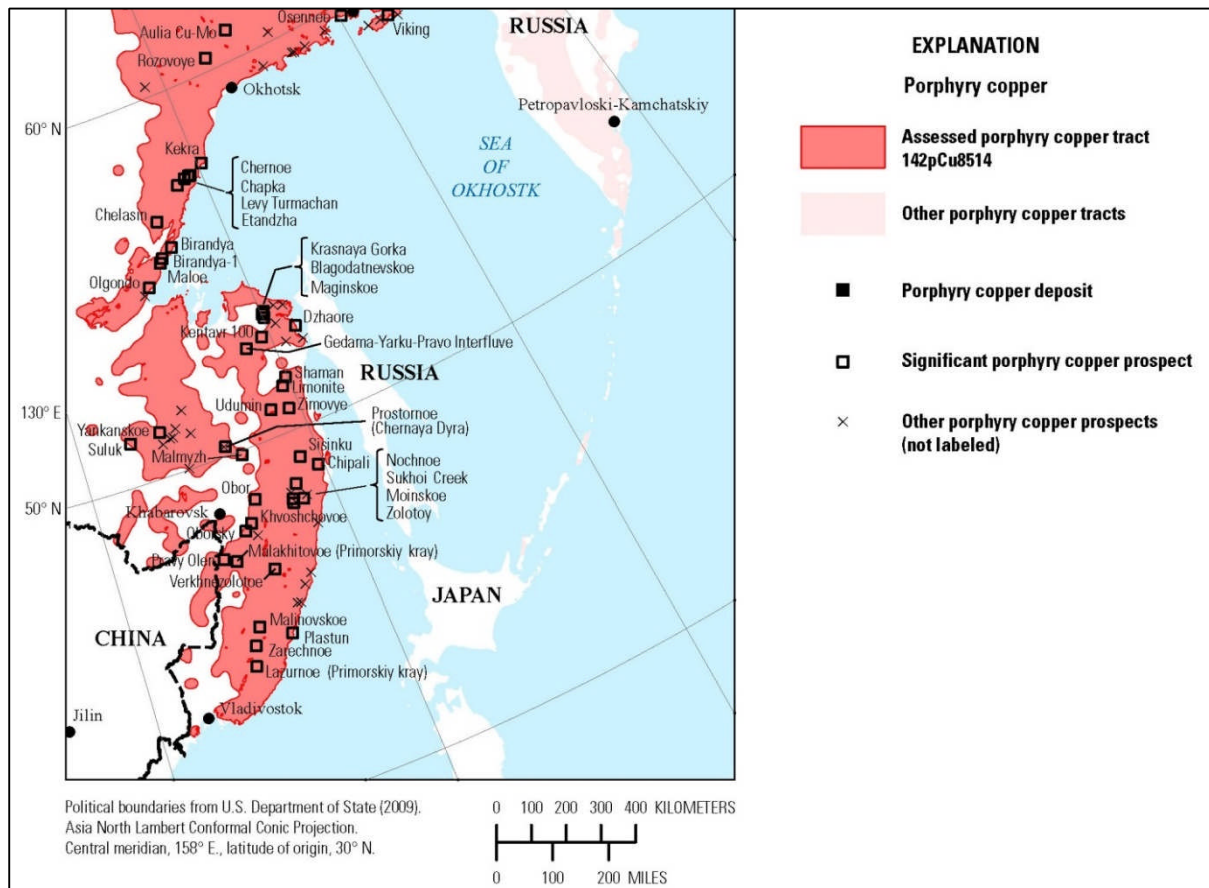 Osenneo
Viking
RUSSIA
Aulia Cu-Mo
Rozovoye
Okhotsk
Petropavloski-Kamchatskiy
60° N
SEA
OF
OKHOSTK
Kekra
Chernoe
Chapka
Levy Turmachan
Etandzha
Chelasin
Birandya
Birandya-1
Maloe
Olgondo
Krasnaya Gorka
Blagodatnevskoe
Maginskoe
Dzhaore
Kentavr 100
Gedama-Yarku-Pravo Interfluve
RUSSIA
Shaman
Limonite
Udumin
Zimovye
130° E
Prostornoe
(Chernaya Dyra)
Yankanskoe
Suluk
Malmyzh
Sisinku
Chipali
Nochnoe
Sukhoi Creek
Moinskoe
Zolotoy
Obor
50° N
Khabarovsk
Khvoshchovoe
Oborsky
Malakhitovoe (Primorskiy kray)
Pravy Olem
Verkhnezolotoe
JAPAN
CHINA
Malinovskoe
Plastun
Zarechnoe
Lazurnoe (Primorskiy kray)
Vladivostok
Jilin
EXPLANATION
Porphyry copper
Assessed porphyry copper tract
142pCu8514
Other porphyry copper tracts
Porphyry copper deposit
Significant porphyry copper prospect
Other porphyry copper prospects
(not labeled)
Political boundaries from U.S. Department of State (2009).
Asia North Lambert Conformal Conic Projection.
Central meridian, 158° E., latitude of origin, 30° N.
0 100 200 300 400 KILOMETERS
0 100 200 MILES